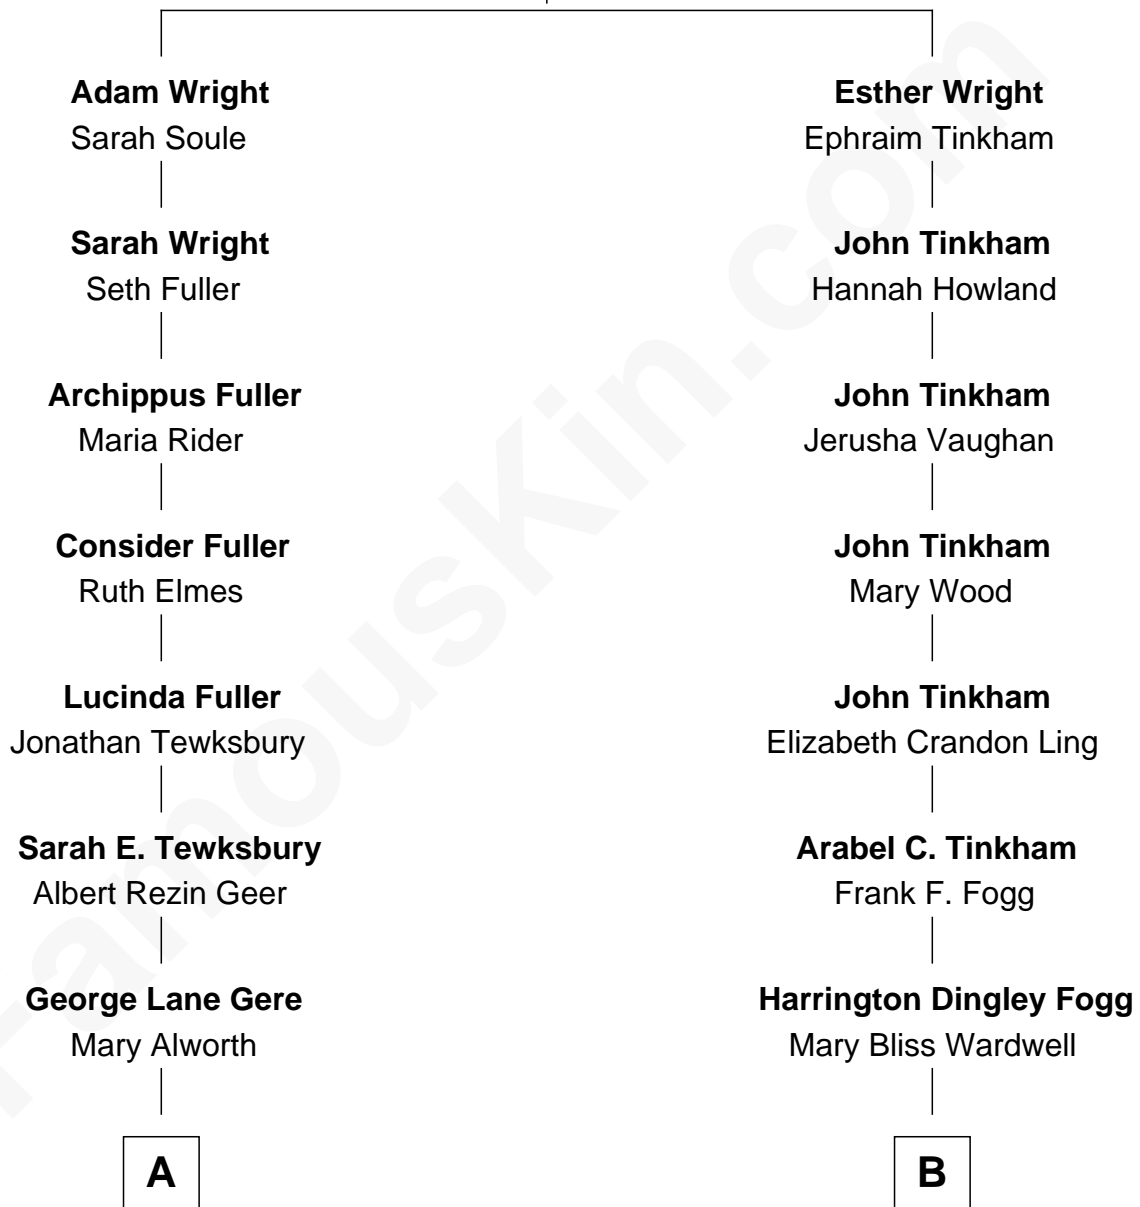 Adam Wright
Sarah Soule
Sarah Wright
Seth Fuller
Archippus Fuller
Maria Rider
Consider Fuller
Ruth Elmes
Lucinda Fuller
Jonathan Tewksbury
Sarah E. Tewksbury
Albert Rezin Geer
George Lane Gere
Mary Alworth
A
Esther Wright
Ephraim Tinkham
John Tinkham
Hannah Howland
John Tinkham
Jerusha Vaughan
John Tinkham
Mary Wood
John Tinkham
Elizabeth Crandon Ling
Arabel C. Tinkham
Frank F. Fogg
Harrington Dingley Fogg
Mary Bliss Wardwell
B
FamousKin.com